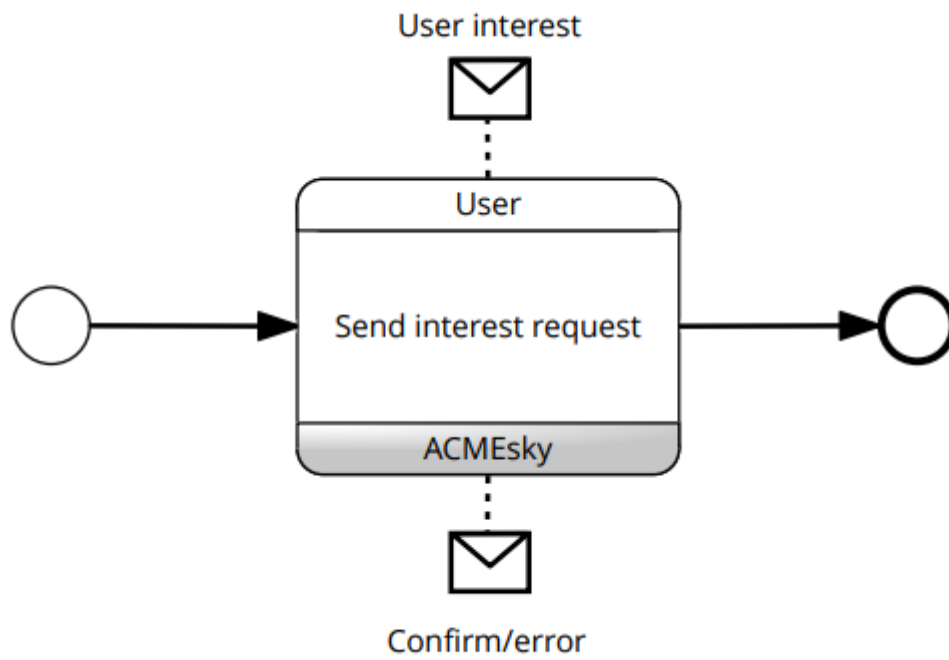 User interest
User
Send interest request
ACMEsky
Confirm/error